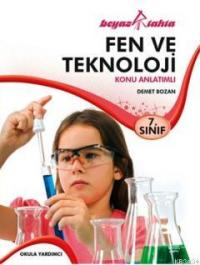 beyaz tahta
FEN VE
TEKNOLOJİ
KONU ANLATIMLI
DEMET BOZAN
7. SINIF
OKULA YARDIMCI